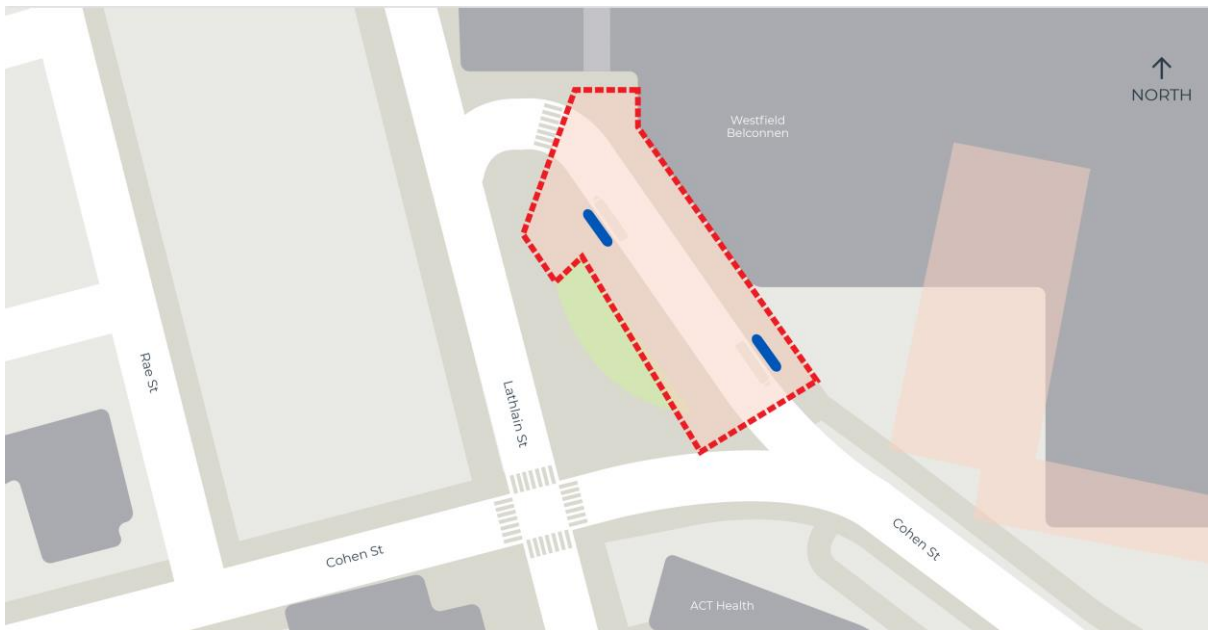 NORTH
Westfield
Belconnen
Rae St
Lathlain St
Cohen St
Cohen St
ACT Health